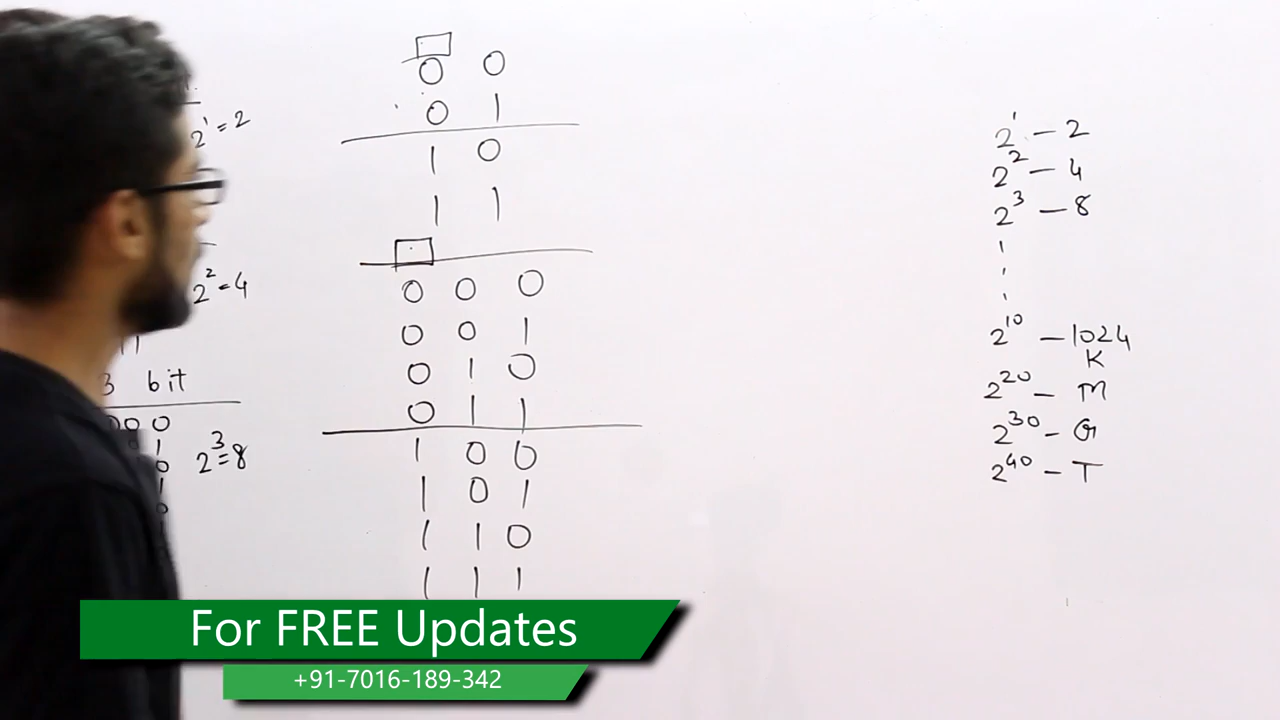 2¹ = 2
2² = 4
3 bit
000
2³ = 8
0 0
0 1
1 0
1 1
0 0 0
0 0 1
0 1 0
0 1 1
1 0 0
1 0 1
1 1 0
1 1 1
2¹ – 2
2² – 4
2³ – 8
2¹⁰ – 1024
K
2²⁰ – M
2³⁰ – G
2⁴⁰ – T
For FREE Updates
+91-7016-189-342